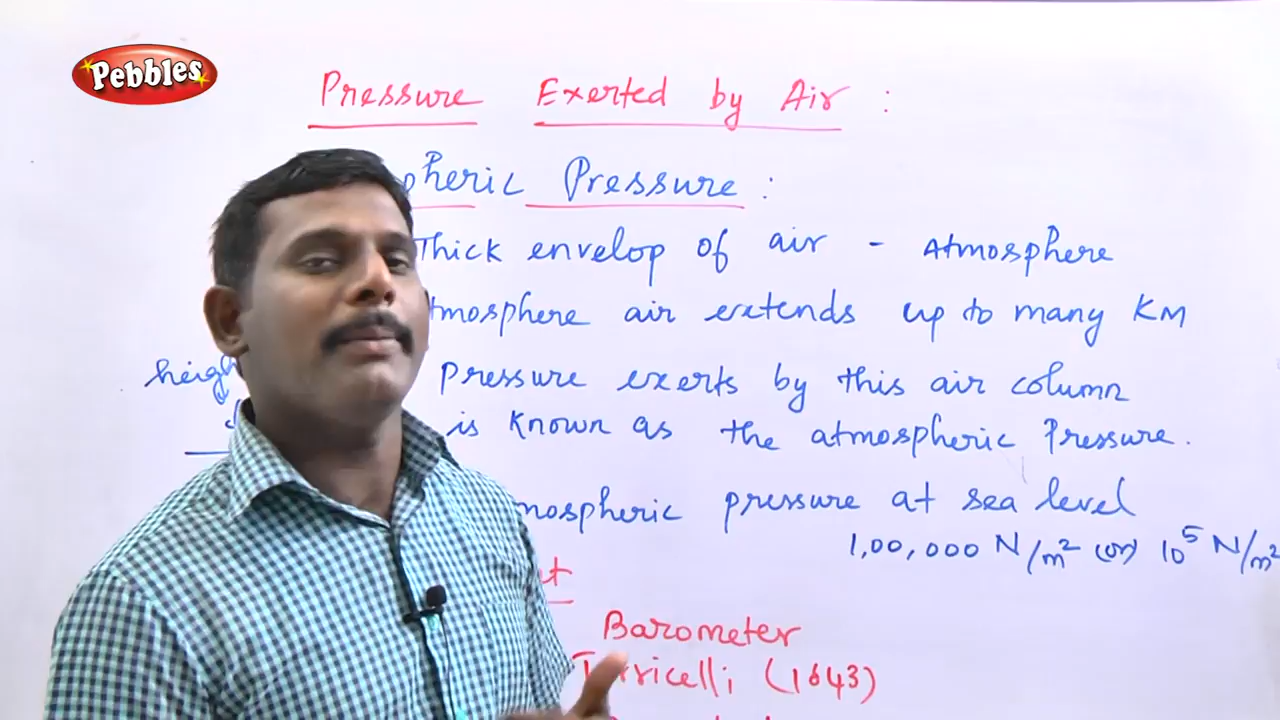 Pebbles
Pressure Exerted by Air :
pheric Pressure :
Thick envelop of air - Atmosphere
tmosphere air extends up to many KM
heigh Pressure exerts by this air column
is known as the atmospheric Pressure.
mospheric pressure at sea level
1,00,000 N/m² (or) 10⁵ N/m²
Barometer
Torricelli (1643)